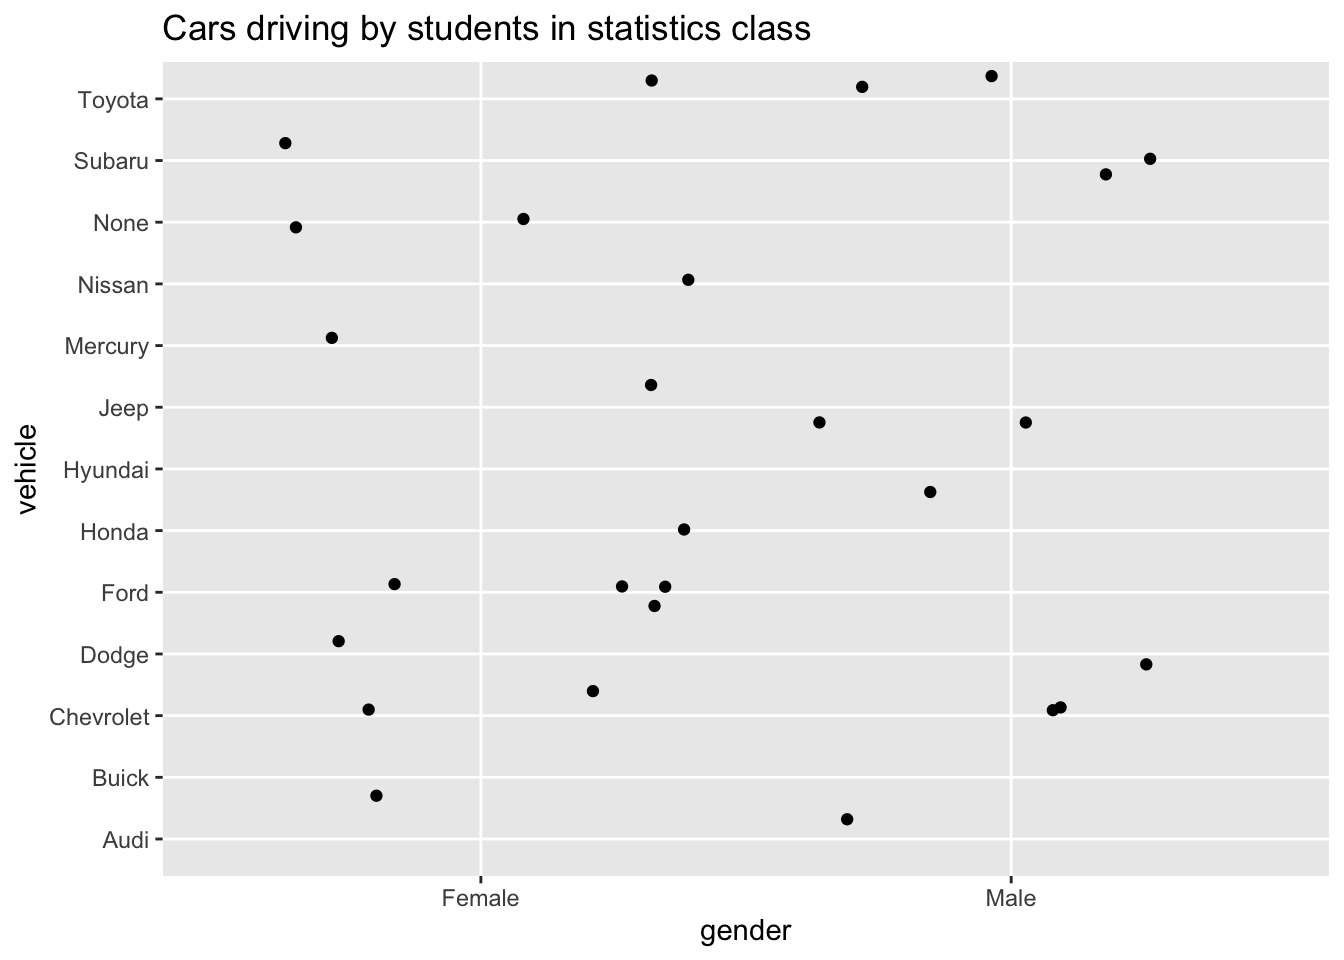 Cars driving by students in statistics class
Toyota
Subaru
None
Nissan
Mercury
Jeep
Hyundai
Honda
Ford
Dodge
Chevrolet
Buick
Audi
vehicle
Female
Male
gender